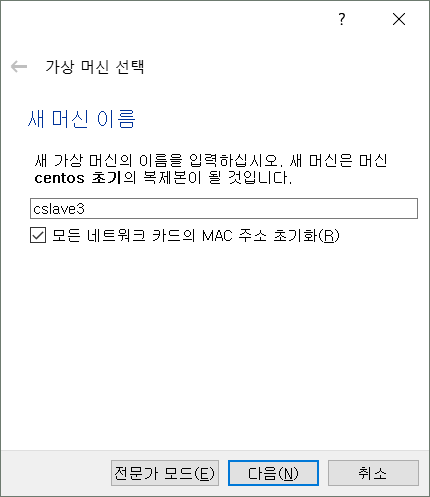 ?
가상 머신 선택
새 머신 이름
새 가상 머신의 이름을 입력하십시오. 새 머신은 머신
centos 초기의 복제본이 될 것입니다.
cslave3
모든 네트워크 카드의 MAC 주소 초기화(R)
전문가 모드(E) 다음(N) 취소